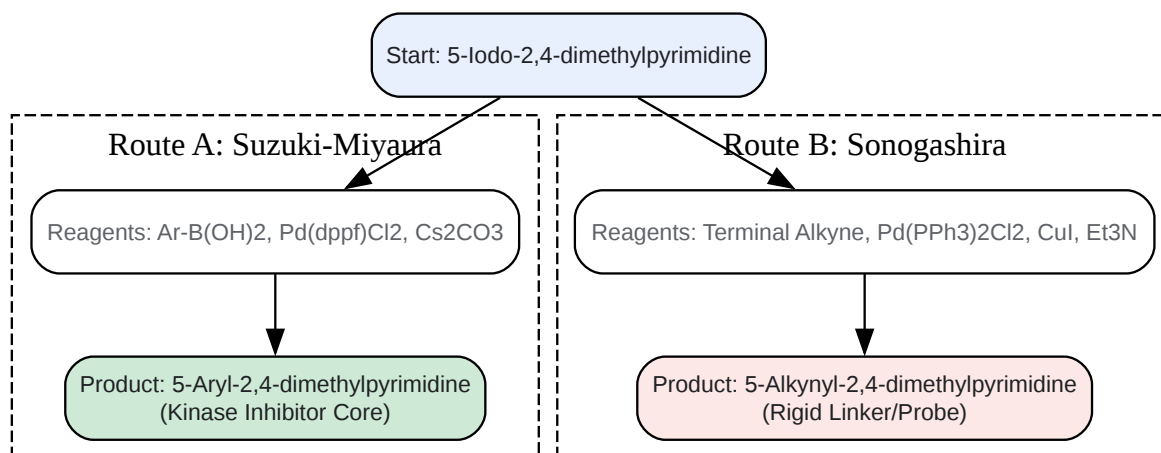 Start: 5-Iodo-2,4-dimethylpyrimidine
Route A: Suzuki-Miyaura
Route B: Sonogashira
Reagents: Ar-B(OH)2, Pd(dppf)Cl2, Cs2CO3
Reagents: Terminal Alkyne, Pd(PPh3)2Cl2, CuI, Et3N
Product: 5-Aryl-2,4-dimethylpyrimidine
(Kinase Inhibitor Core)
Product: 5-Alkynyl-2,4-dimethylpyrimidine
(Rigid Linker/Probe)